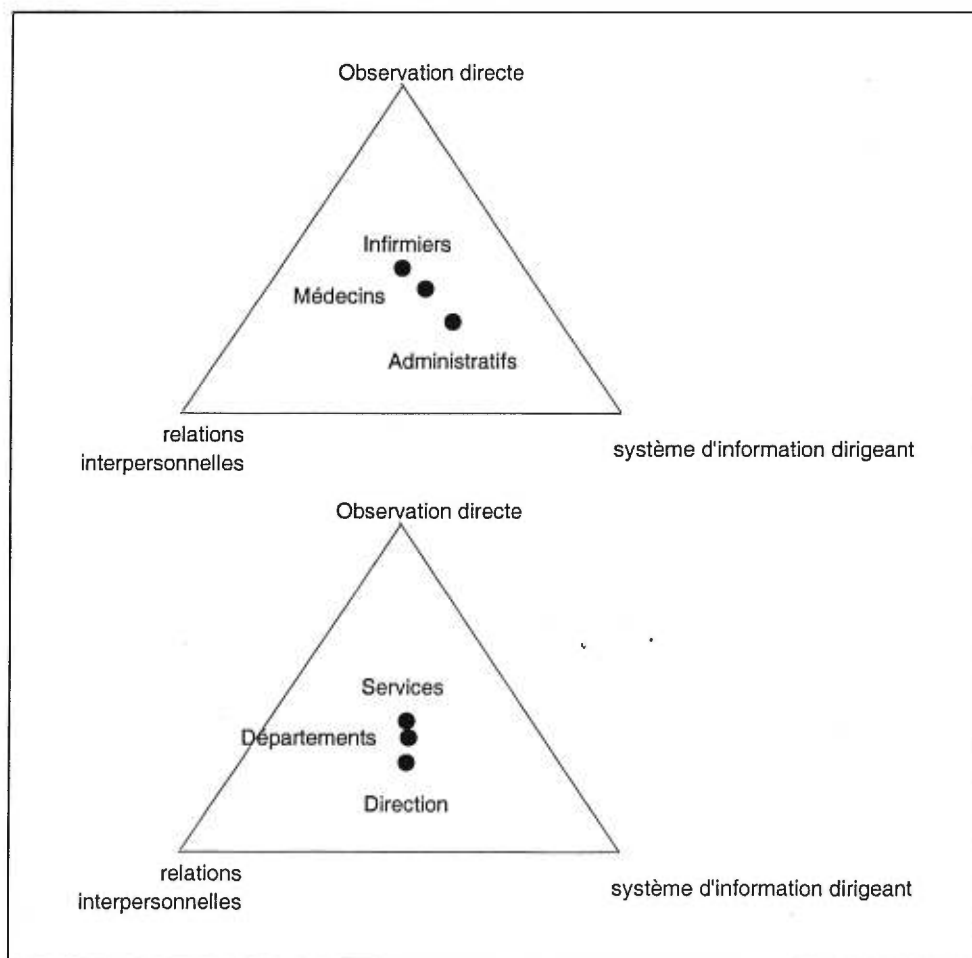 Observation directe
Infirmiers
Médecins
Administratifs
relations
interpersonnelles
système d'information dirigeant
Observation directe
Services
Départements
Direction
relations
interpersonnelles
système d'information dirigeant